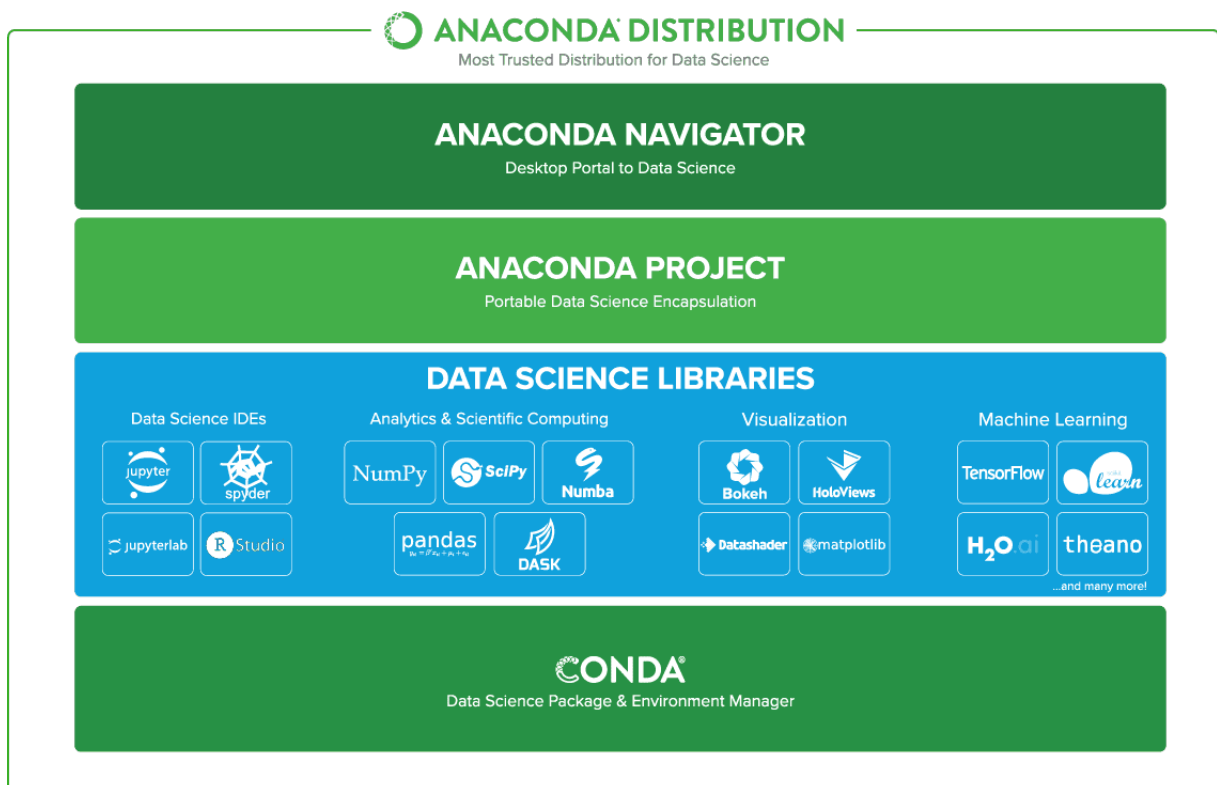 ANACONDA® DISTRIBUTION
Most Trusted Distribution for Data Science
ANACONDA NAVIGATOR
Desktop Portal to Data Science
ANACONDA PROJECT
Portable Data Science Encapsulation
DATA SCIENCE LIBRARIES
Data Science IDEs
jupyter
spyder
jupyterlab
R Studio
Analytics & Scientific Computing
NumPy
SciPy
Numba
pandas
DASK
Visualization
Bokeh
HoloViews
Datashader
matplotlib
Machine Learning
TensorFlow
learn
H2O.ai
theano
...and many more!
CONDA®
Data Science Package & Environment Manager